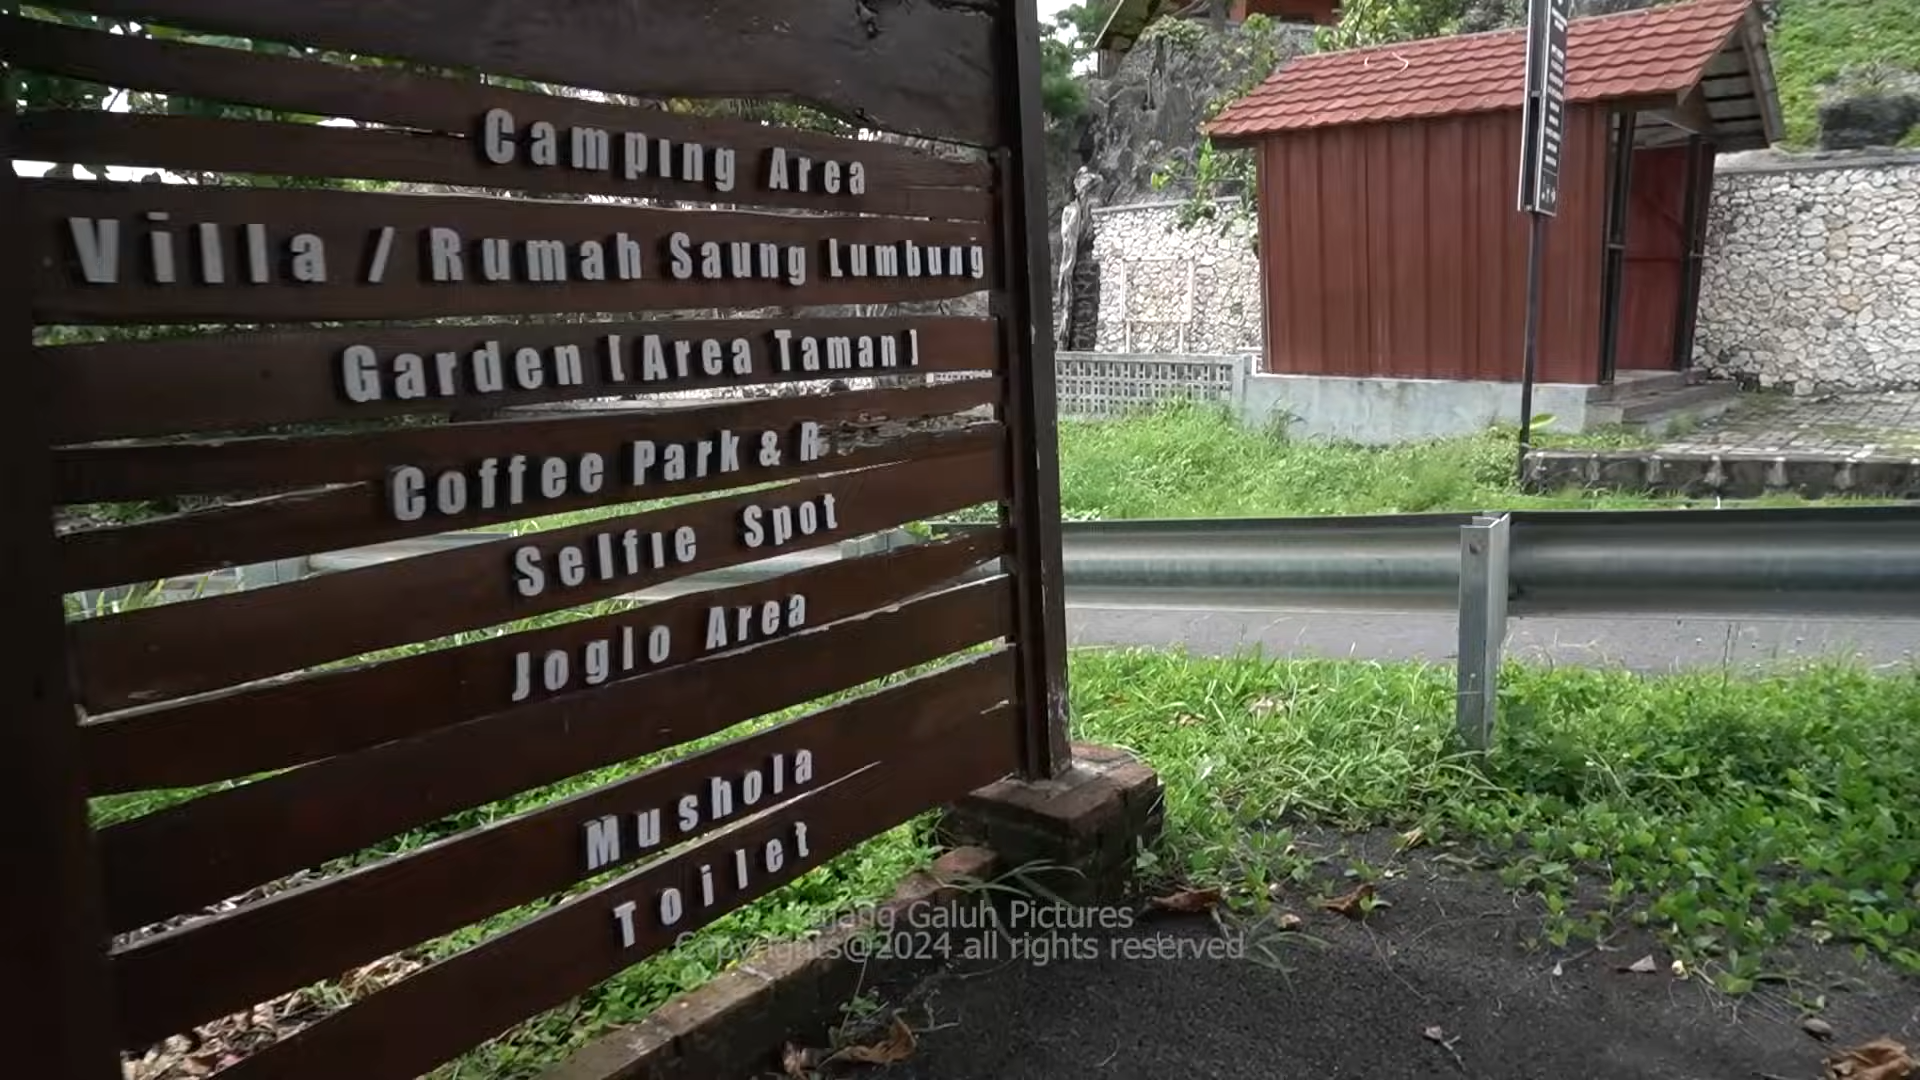 Camping Area
Villa / Rumah Saung Lumbung
Garden [Area Taman]
Coffee Park & R
Selfie Spot
Joglo Area
Mushola
Toilet
Galuh Pictures
Copyrights@2024 all rights reserved